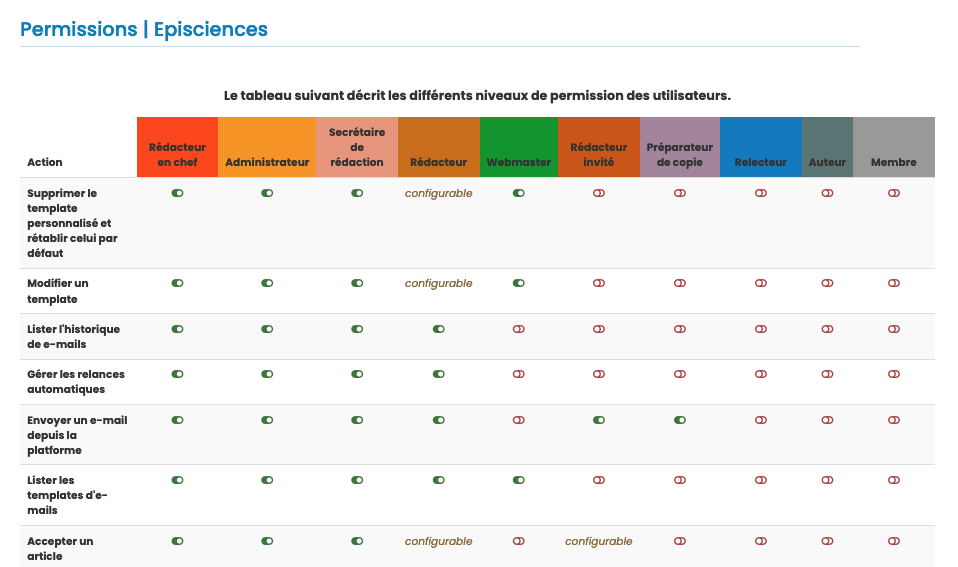 Permissions | Episciences
Le tableau suivant décrit les différents niveaux de permission des utilisateurs.
Action
Rédacteur
en chef
Administrateur
Secrétaire
de
rédaction
Rédacteur
Webmaster
Rédacteur
invité
Préparateur
de copie
Relecteur
Auteur
Membre
Supprimer le
template
personnalisé et
rétablir celui par
défaut
configurable
Modifier un
template
configurable
Lister l'historique
de e-mails
Gérer les relances
automatiques
Envoyer un e-mail
depuis la
platforme
Lister les
templates d'e-
mails
Accepter un
article
configurable
configurable